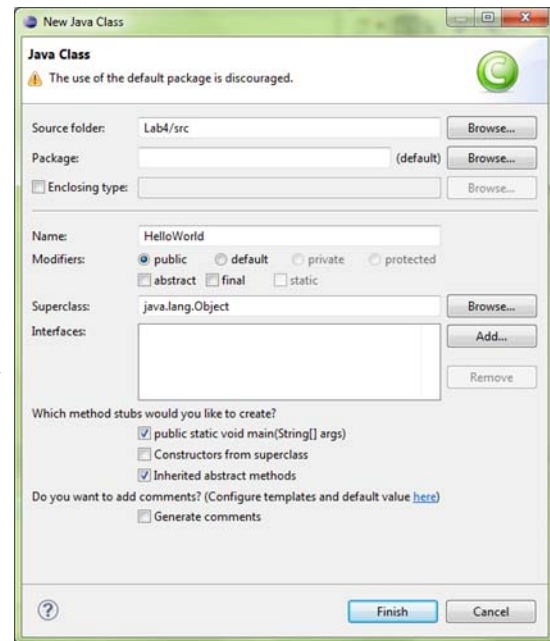 New Java Class
Java Class
The use of the default package is discouraged.
Source folder: Lab4/src Browse...
Package: (default) Browse...
Enclosing type: Browse...
Name: HelloWorld
Modifiers: public default private protected
abstract final static
Superclass: java.lang.Object Browse...
Interfaces: Add...
Remove
Which method stubs would you like to create?
public static void main(String[] args)
Constructors from superclass
Inherited abstract methods
Do you want to add comments? (Configure templates and default value here)
Generate comments
? Finish Cancel